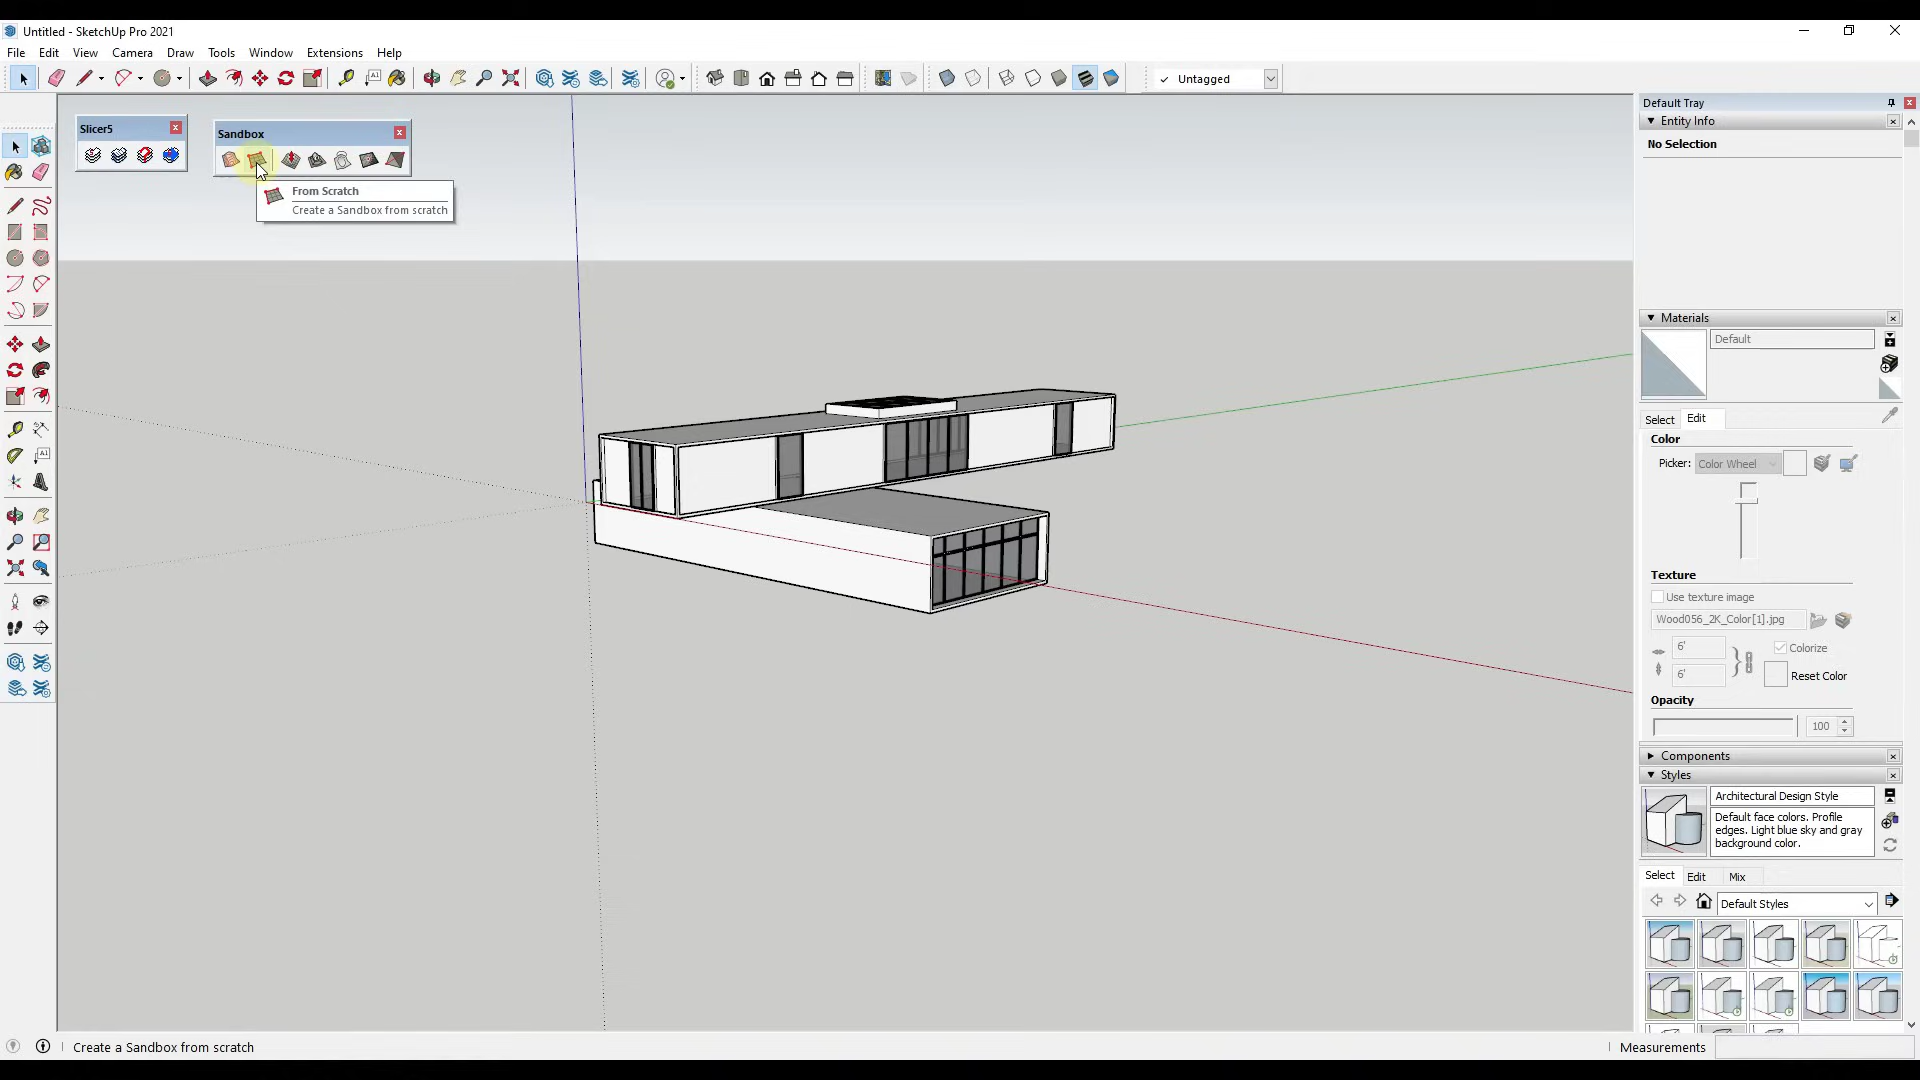 Untitled - SketchUp Pro 2021
File Edit View Camera Draw Tools Window Extensions Help
Untagged
Slicer5
Sandbox
From Scratch
Create a Sandbox from scratch
Default Tray
Entity Info
No Selection
Materials
Default
Select Edit
Color
Picker: Color Wheel
Texture
Use texture image
Wood056_2K_Color[1].jpg
6'
Colorize
6'
Reset Color
Opacity
100
Components
Styles
Architectural Design Style
Default face colors. Profile
edges. Light blue sky and gray
background color.
Select Edit Mix
Default Styles
Create a Sandbox from scratch
Measurements